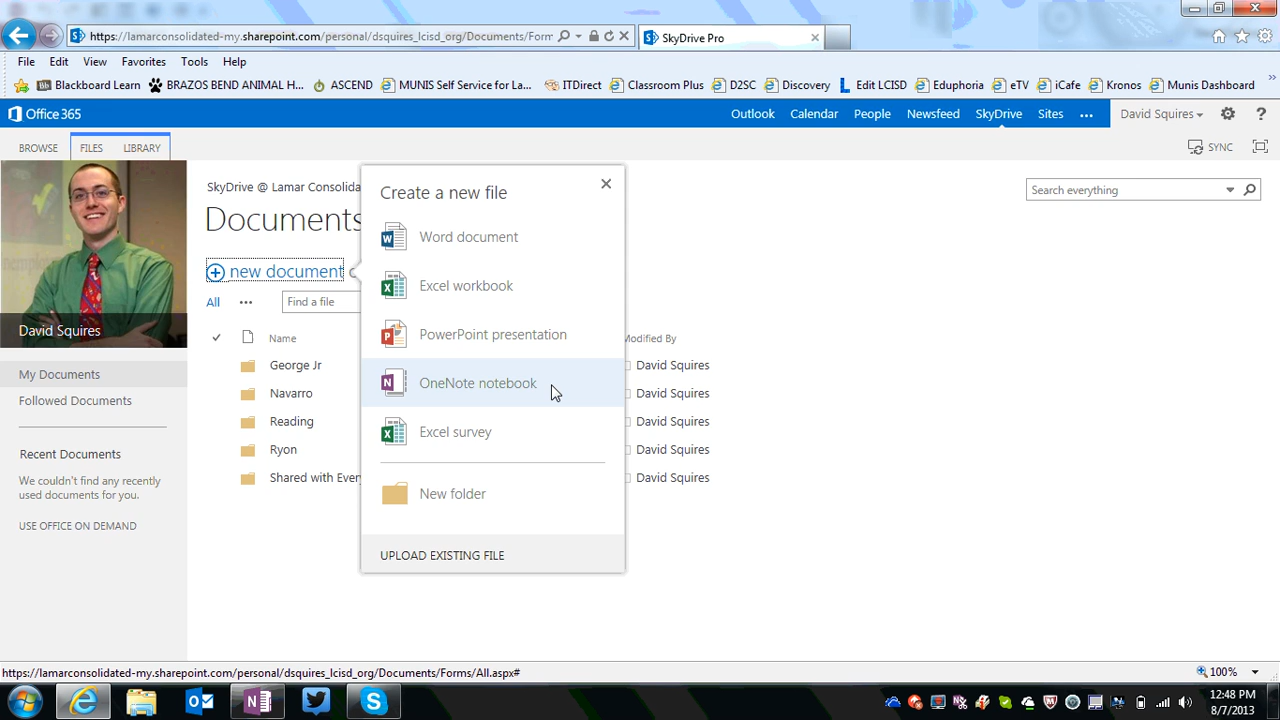 https://lamarconsolidated-my.sharepoint.com/personal/dsquires_lcisd_org/Documents/Form
SkyDrive Pro
File Edit View Favorites Tools Help
Blackboard Learn BRAZOS BEND ANIMAL H... ASCEND MUNIS Self Service for La... ITDirect Classroom Plus D2SC Discovery Edit LCISD Eduphoria eTV iCafe Kronos Munis Dashboard
Office 365
Outlook Calendar People Newsfeed SkyDrive Sites ... David Squires ?
BROWSE FILES LIBRARY
SYNC
SkyDrive @ Lamar Consolida
Search everything
Documents
new document
All ...
Find a file
Name
Modified By
George Jr
David Squires
Navarro
David Squires
Reading
David Squires
Ryon
David Squires
Shared with Ever
David Squires
Create a new file
Word document
Excel workbook
PowerPoint presentation
OneNote notebook
Excel survey
New folder
UPLOAD EXISTING FILE
David Squires
My Documents
Followed Documents
Recent Documents
We couldn't find any recently
used documents for you.
USE OFFICE ON DEMAND
https://lamarconsolidated-my.sharepoint.com/personal/dsquires_lcisd_org/Documents/Forms/All.aspx#
100%
12:48 PM
8/7/2013